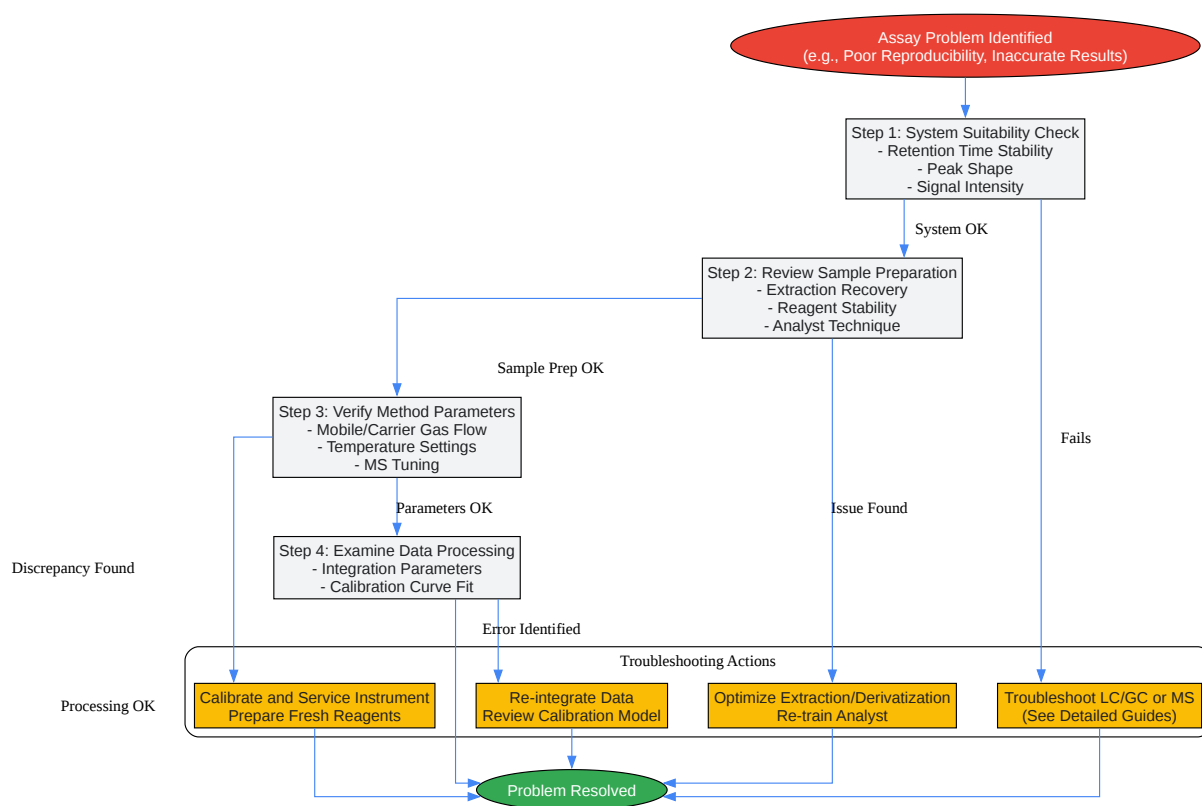 Assay Problem Identified
(e.g., Poor Reproducibility, Inaccurate Results)
Step 1: System Suitability Check
- Retention Time Stability
- Peak Shape
- Signal Intensity
System OK
Step 2: Review Sample Preparation
- Extraction Recovery
- Reagent Stability
- Analyst Technique
Sample Prep OK
Step 3: Verify Method Parameters
- Mobile/Carrier Gas Flow
- Temperature Settings
- MS Tuning
Fails
Parameters OK
Issue Found
Step 4: Examine Data Processing
- Integration Parameters
- Calibration Curve Fit
Discrepancy Found
Error Identified
Troubleshooting Actions
Processing OK
Calibrate and Service Instrument
Prepare Fresh Reagents
Re-integrate Data
Review Calibration Model
Optimize Extraction/Derivatization
Re-train Analyst
Troubleshoot LC/GC or MS
(See Detailed Guides)
Problem Resolved